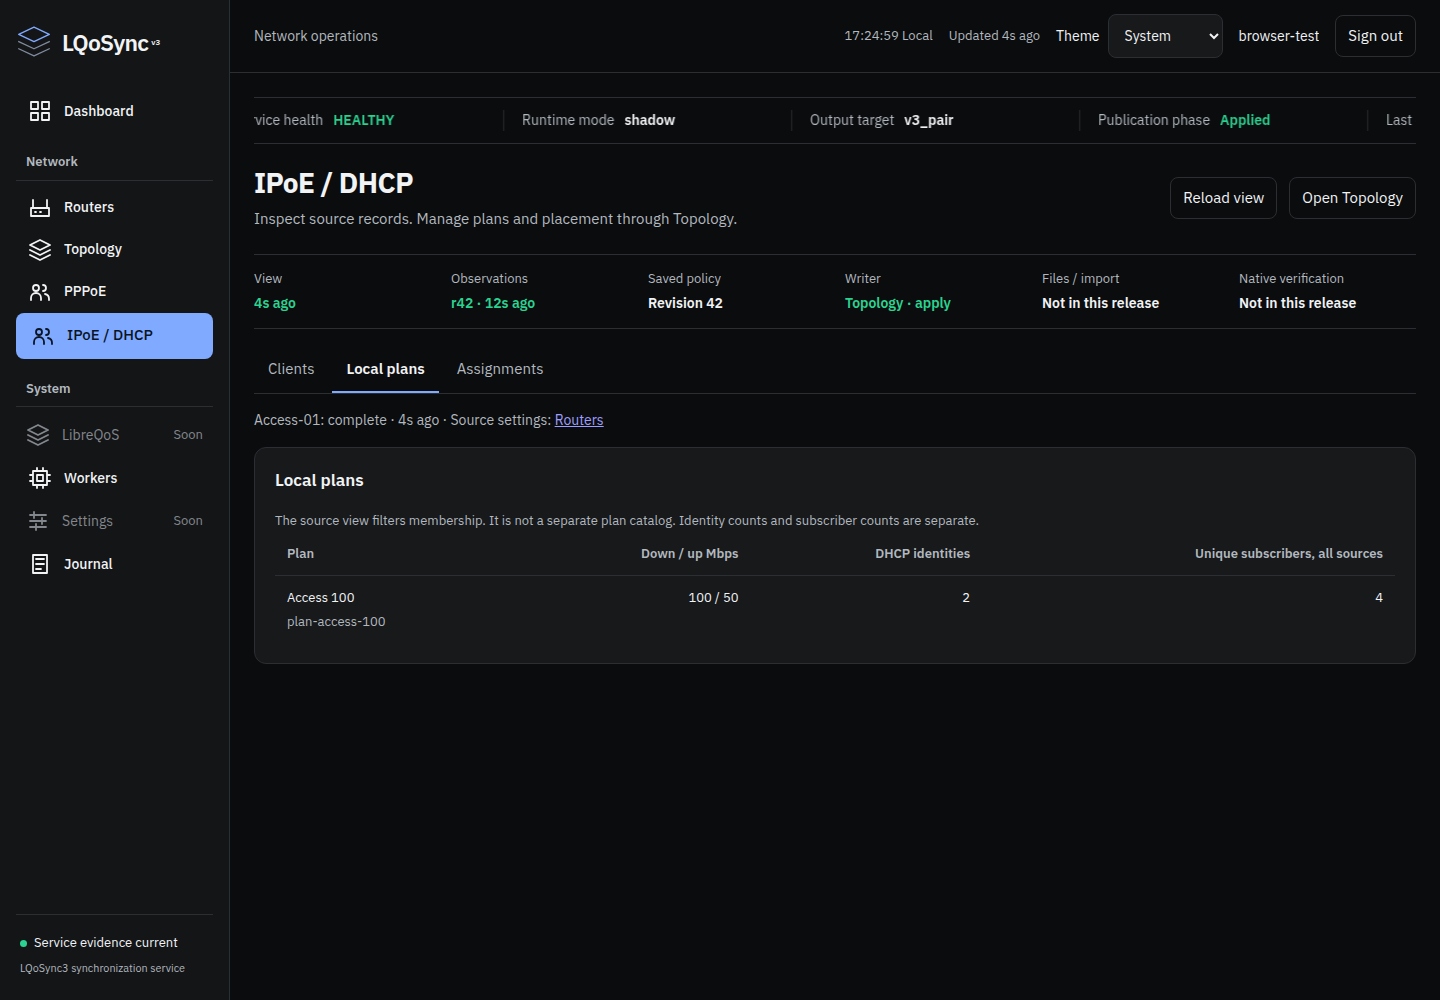 LQoSync v3
Dashboard
Network
Routers
Topology
PPPoE
IPoE / DHCP
System
LibreQoS Soon
Workers
Settings Soon
Journal
Service evidence current
LQoSync3 synchronization service
Network operations
17:24:59 Local Updated 4s ago Theme System browser-test Sign out
vice health HEALTHY Runtime mode shadow Output target v3_pair Publication phase Applied Last
IPoE / DHCP
Inspect source records. Manage plans and placement through Topology.
Reload view Open Topology
View Observations Saved policy Writer Files / import Native verification
4s ago r42 · 12s ago Revision 42 Topology · apply Not in this release Not in this release
Clients Local plans Assignments
Access-01: complete · 4s ago · Source settings: Routers
Local plans
The source view filters membership. It is not a separate plan catalog. Identity counts and subscriber counts are separate.
Plan Down / up Mbps DHCP identities Unique subscribers, all sources
Access 100 100 / 50 2 4
plan-access-100